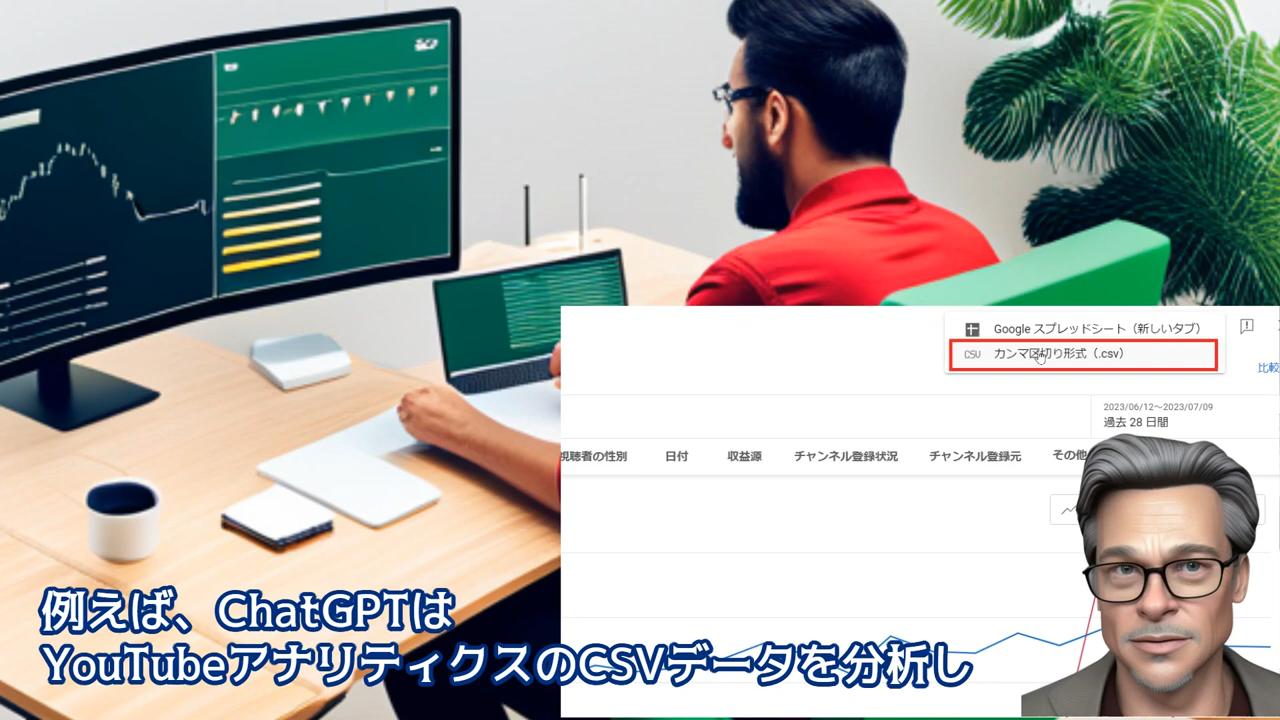 Google スプレッドシート（新しいタブ）
CSV カンマ区切り形式（.csv）
比較
2023/06/12～2023/07/09
過去 28 日間
視聴者の性別 日付 収益源 チャンネル登録状況 チャンネル登録元 その他
例えば、ChatGPTは
YouTubeアナリティクスのCSVデータを分析し